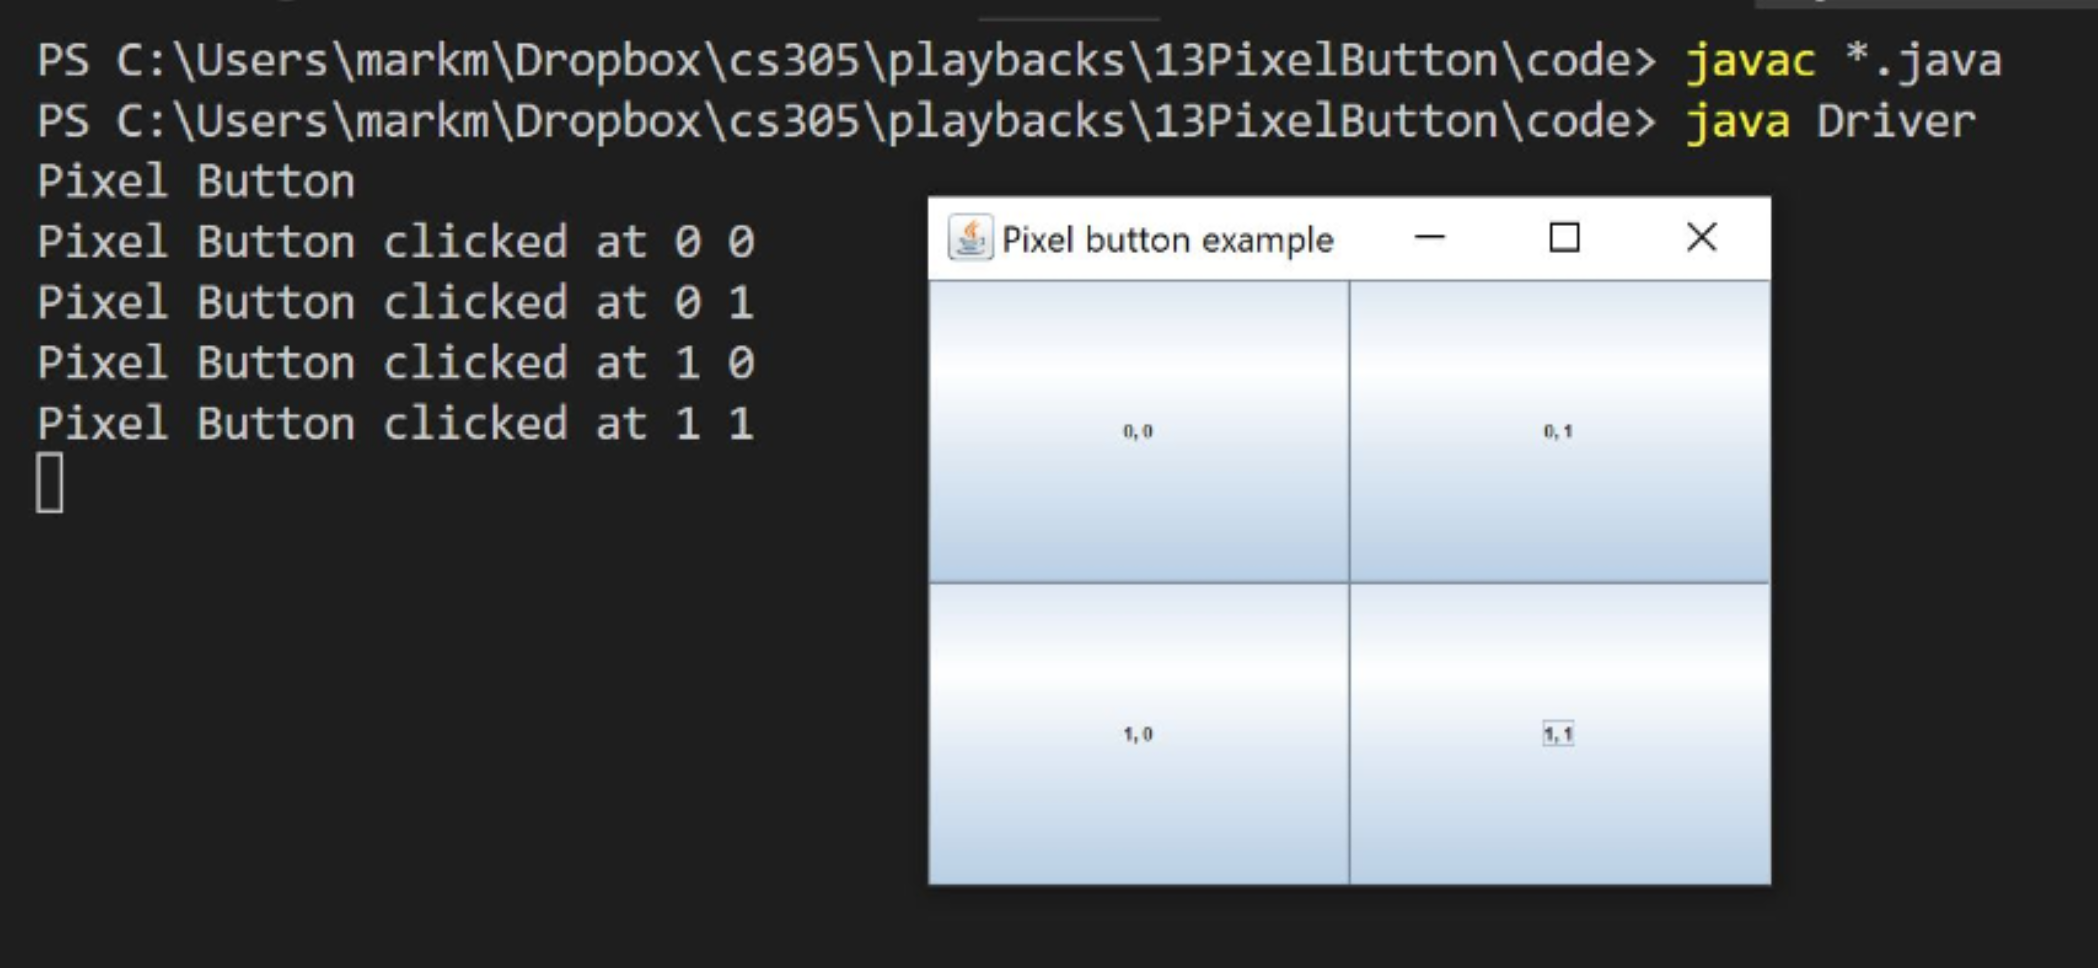 PS C:\Users\markm\Dropbox\cs305\playbacks\13PixelButton\code> javac *.java
PS C:\Users\markm\Dropbox\cs305\playbacks\13PixelButton\code> java Driver
Pixel Button
Pixel Button clicked at 0 0
Pixel Button clicked at 0 1
Pixel Button clicked at 1 0
Pixel Button clicked at 1 1
Pixel button example
0, 0
0, 1
1, 0
1, 1